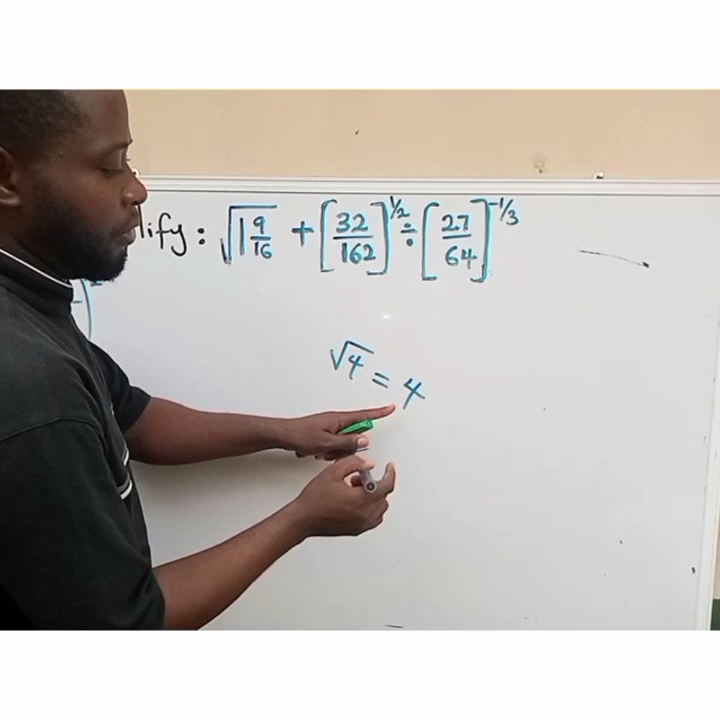 lify : √1 9/16 + [32/162]^1/2 ÷ [27/64]^-1/3
√4 = 4